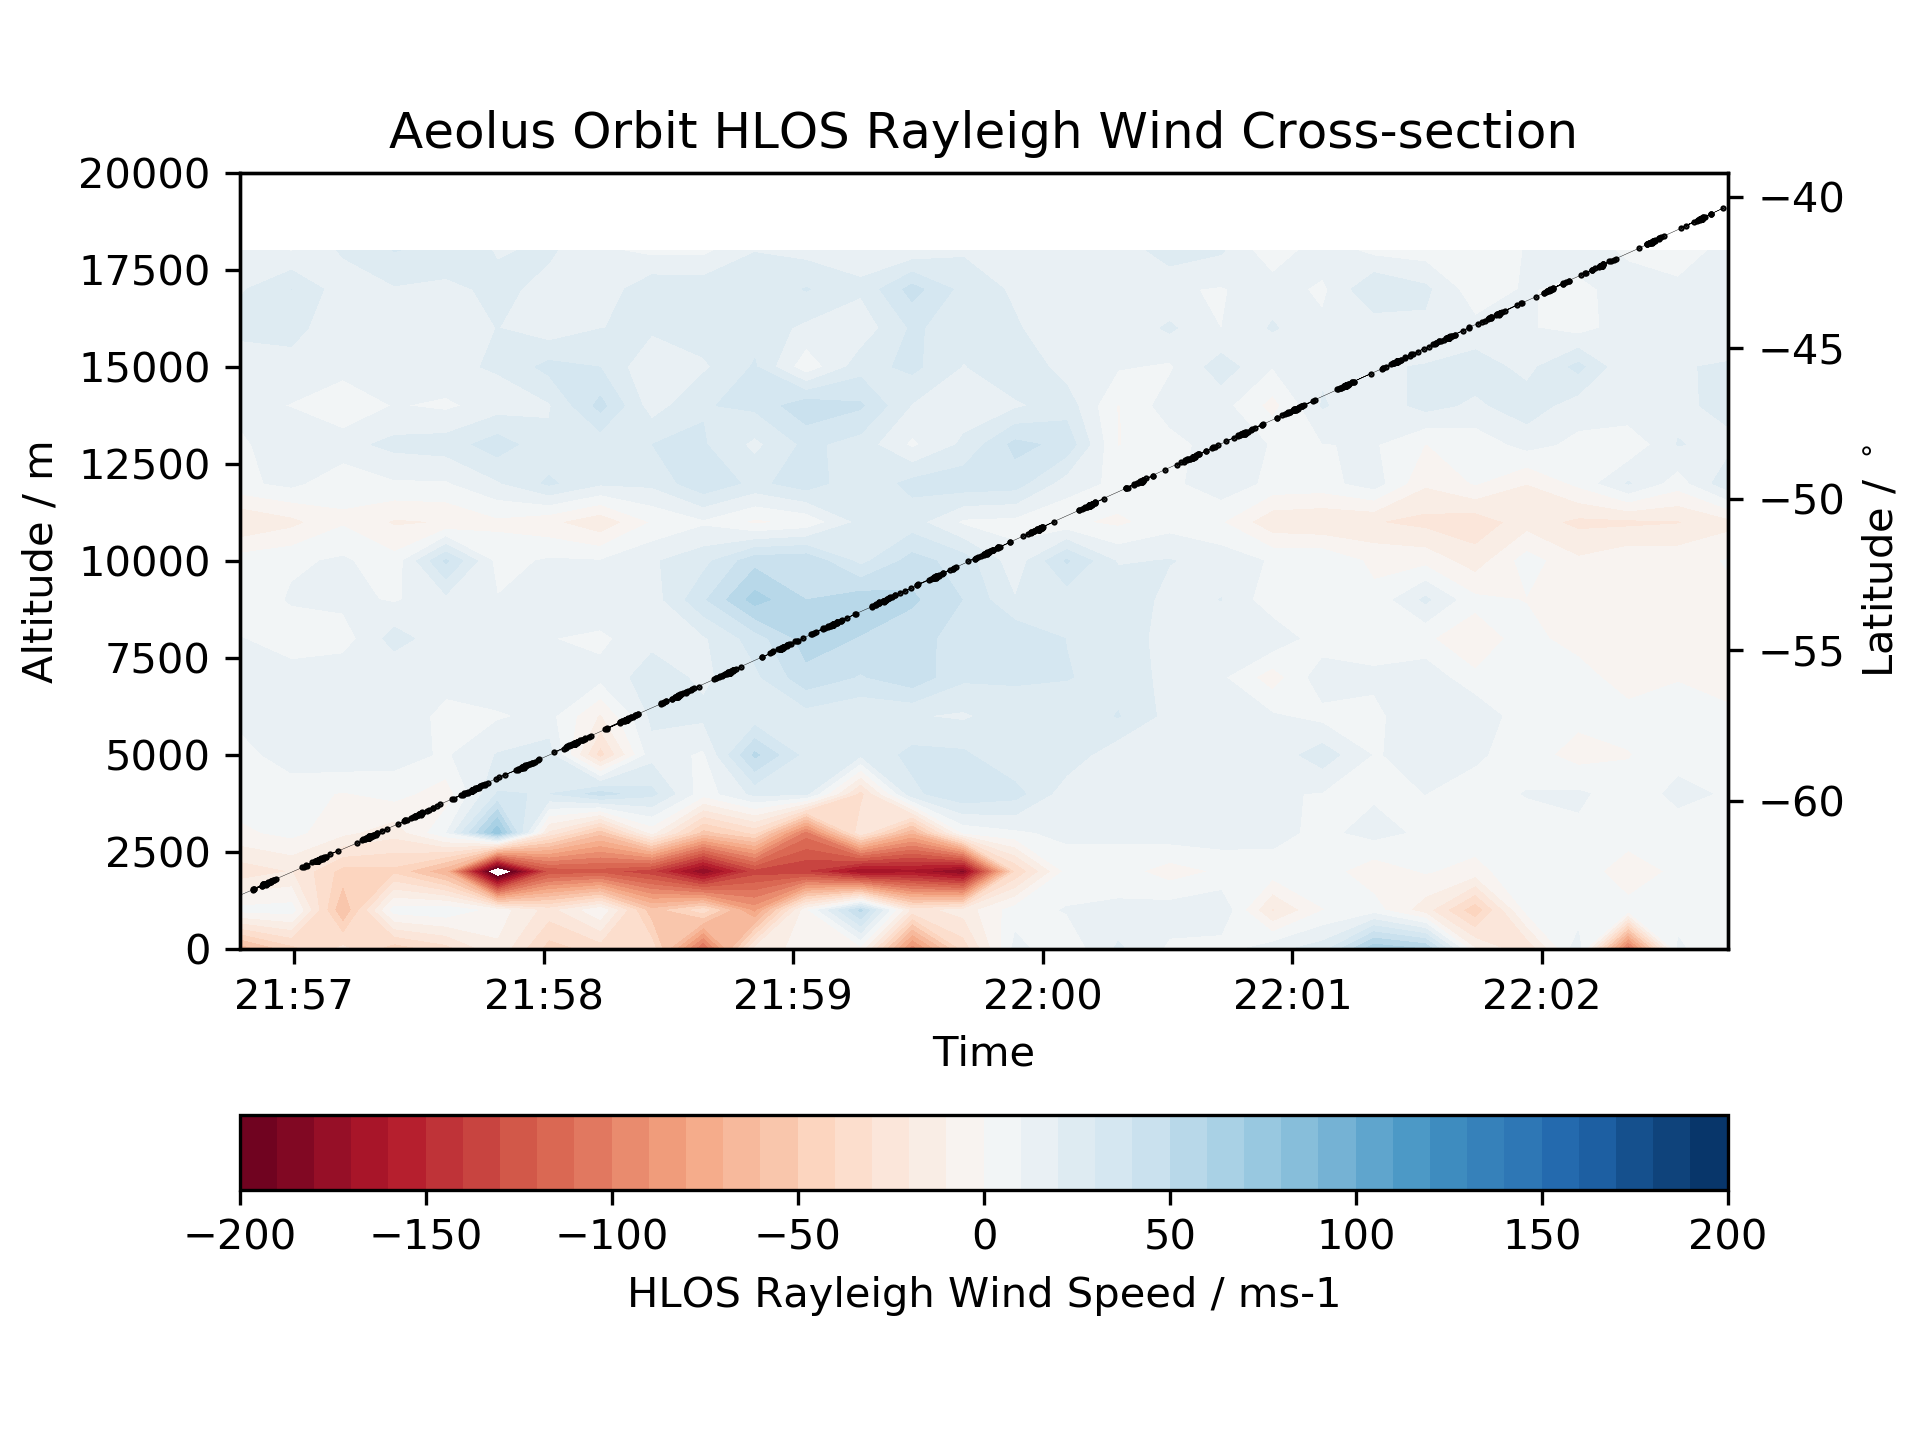 Aeolus Orbit HLOS Rayleigh Wind Cross-section
20000
17500
15000
12500
10000
7500
5000
2500
0
Altitude / m
−40
−45
−50
−55
−60
Latitude / °
21:57 21:58 21:59 22:00 22:01 22:02
Time
−200 −150 −100 −50 0 50 100 150 200
HLOS Rayleigh Wind Speed / ms-1